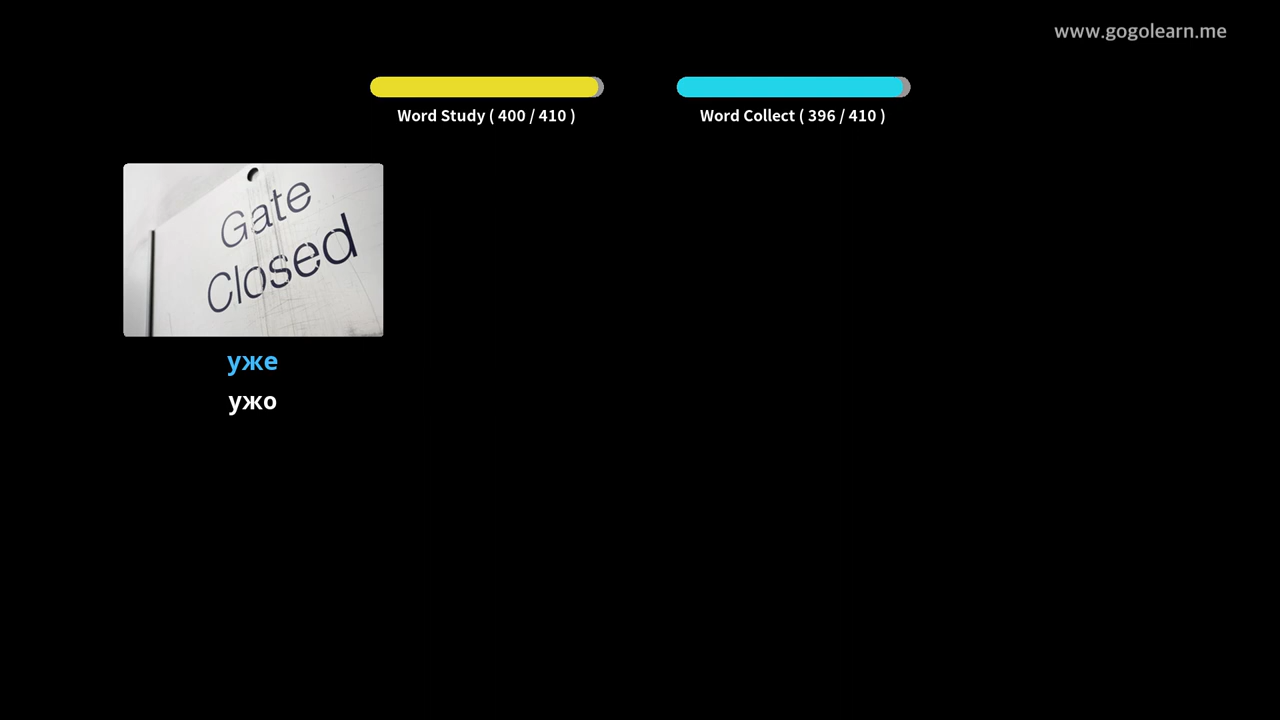 www.gogolearn.me
Word Study ( 400 / 410 )
Word Collect ( 396 / 410 )
Gate
Closed
уже
ужо